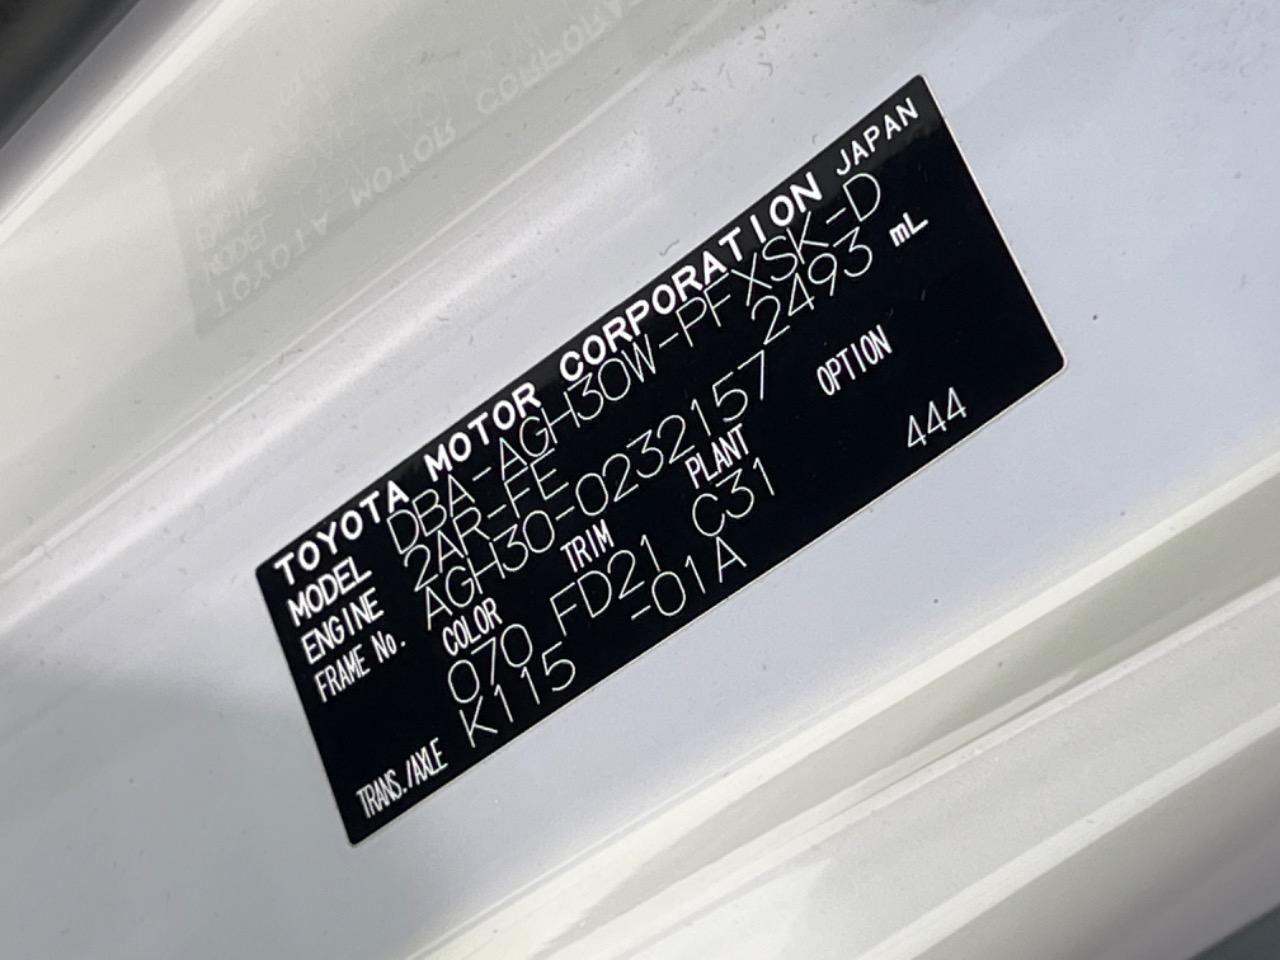 TOYOTA MOTOR CORPORATION JAPAN
MODEL DBA-AGH30W-PFXSK-D
ENGINE 2AR-FE 2493 mL
FRAME No. AGH30-0232157
COLOR TRIM PLANT OPTION
070 FD21 C31 444
TRANS./AXLE K115 -01A